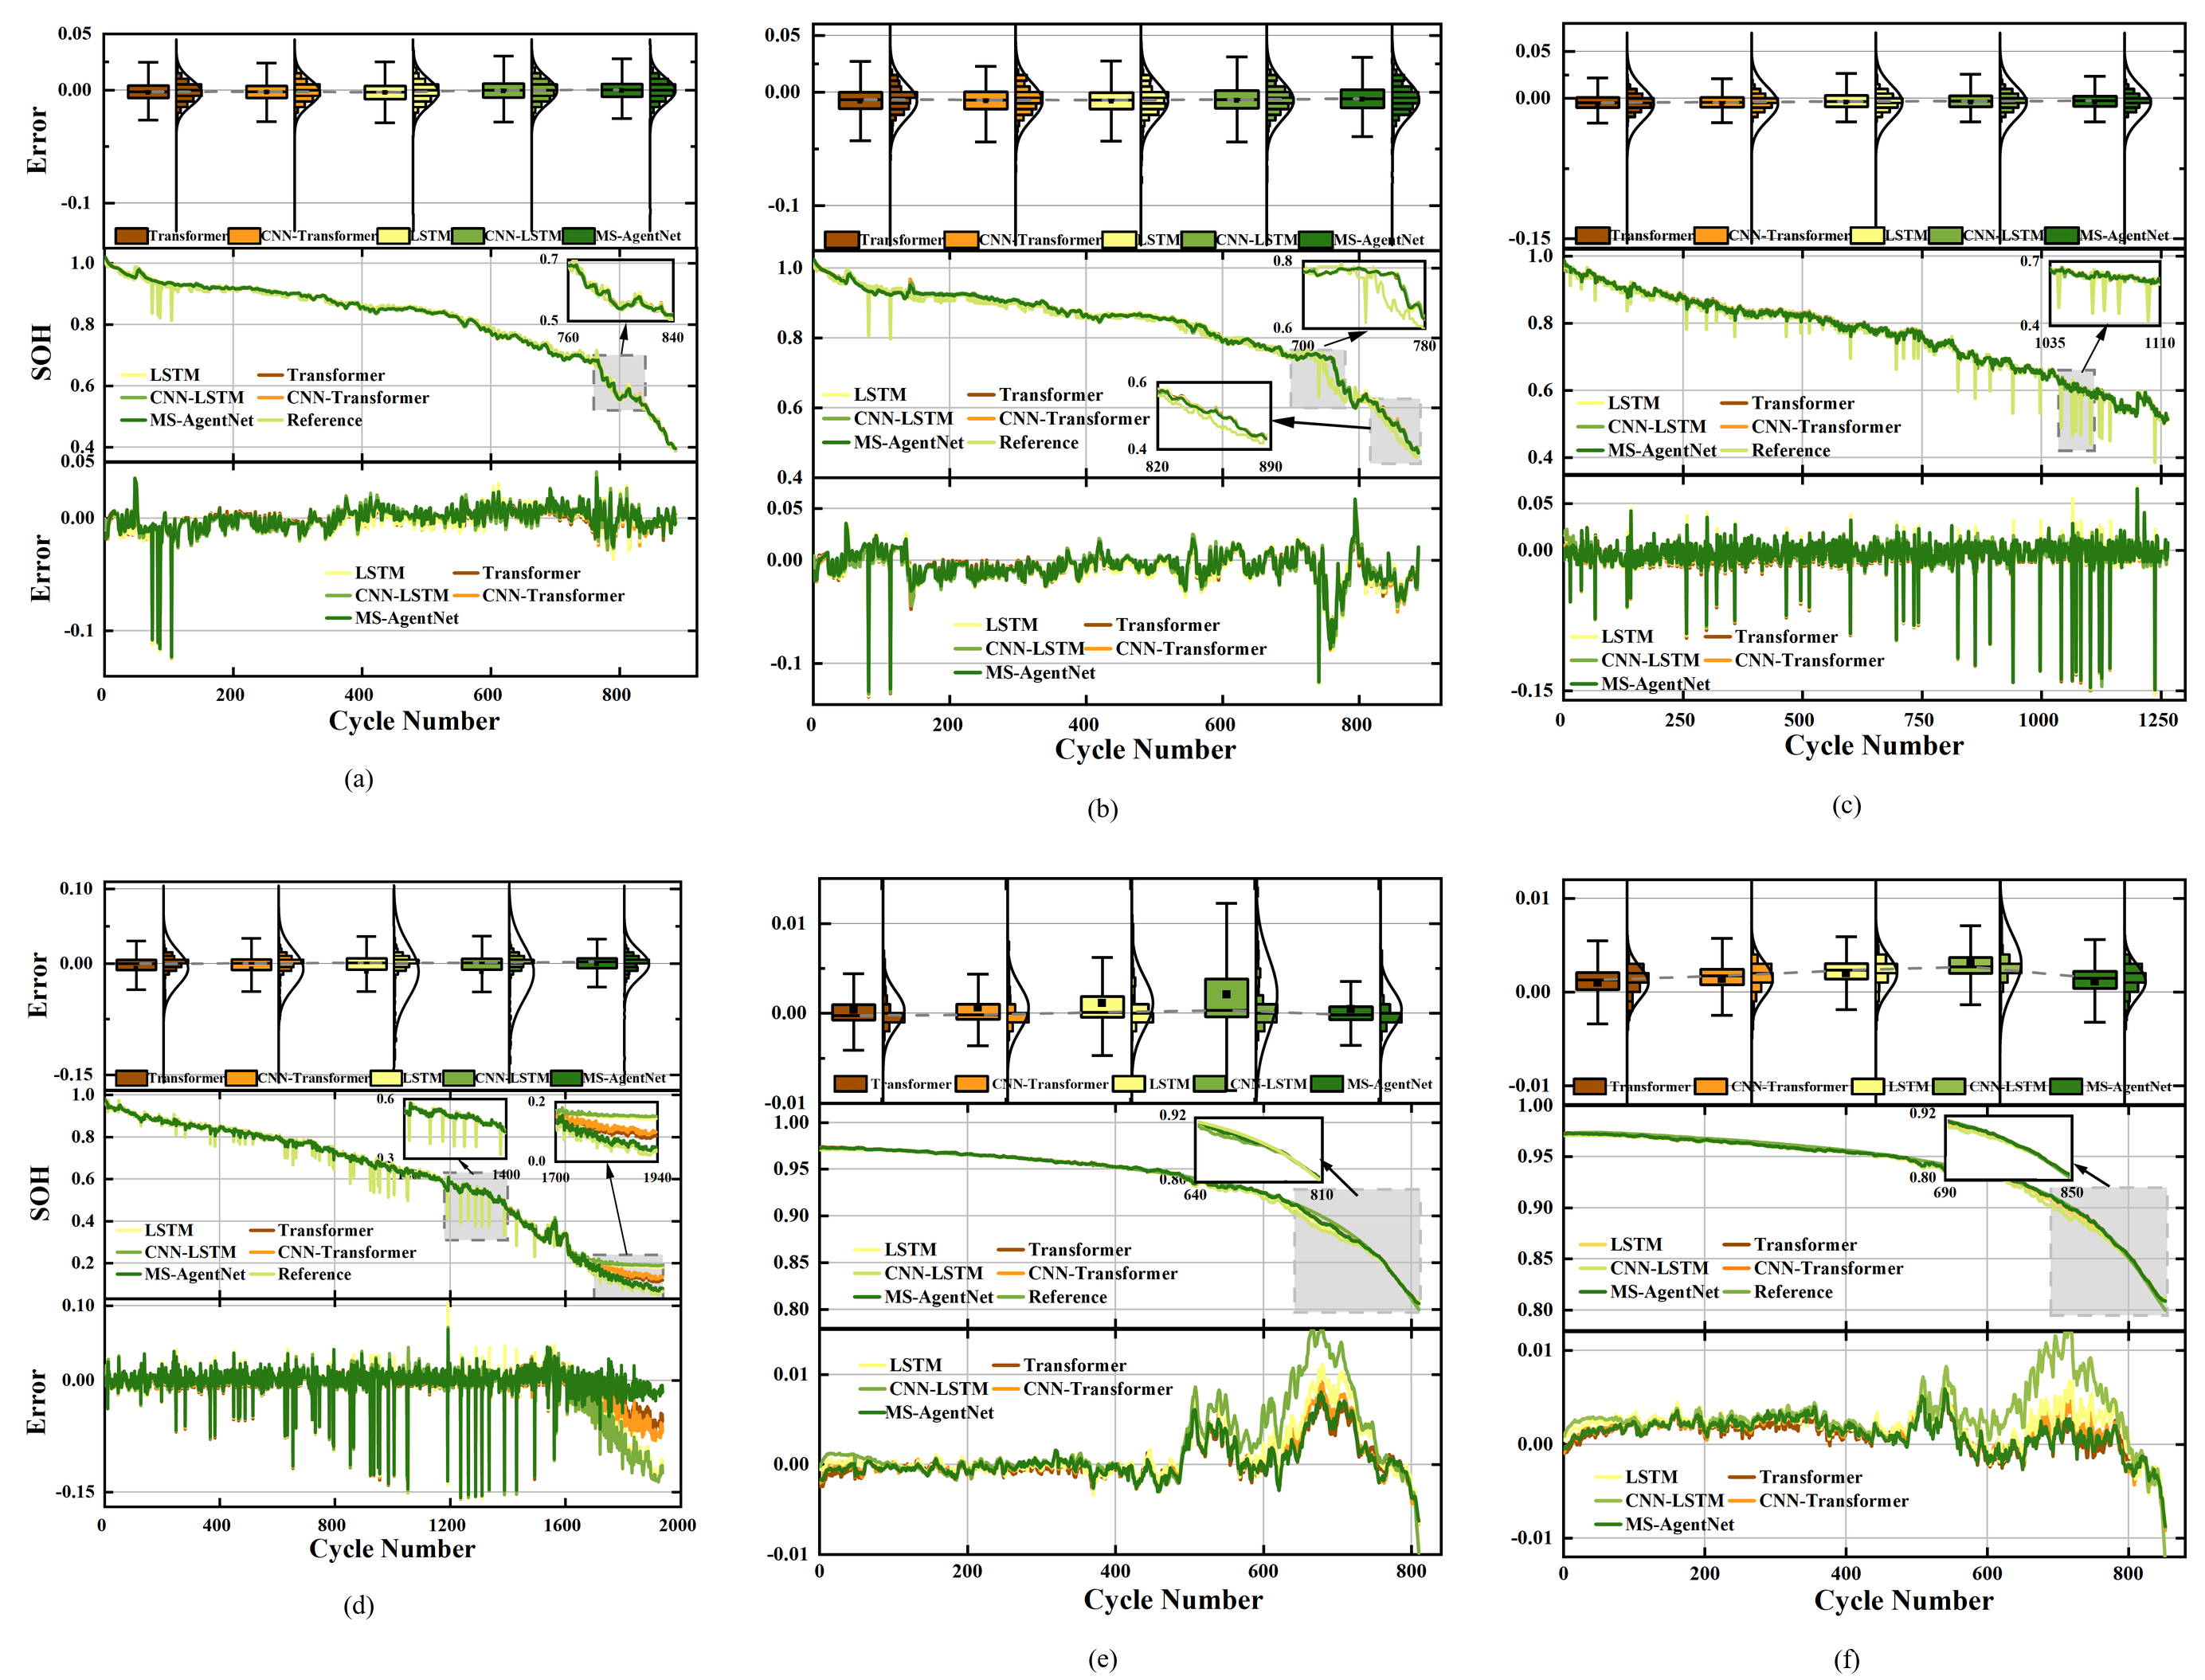 0.05
0.00
-0.1
Error
Transformer CNN-Transformer LSTM CNN-LSTM MS-AgentNet
1.0
0.8
0.6
0.4
SOH
0.7
0.5
760 840
LSTM Transformer
CNN-LSTM CNN-Transformer
MS-AgentNet Reference
0.05
0.00
-0.1
Error
LSTM Transformer
CNN-LSTM CNN-Transformer
MS-AgentNet
0 200 400 600 800
Cycle Number
(a)
0.05
0.00
-0.1
Transformer CNN-Transformer LSTM CNN-LSTM MS-AgentNet
1.0
0.8
0.6
0.4
0.8
0.6
700 780
0.6
0.4
820 890
LSTM Transformer
CNN-LSTM CNN-Transformer
MS-AgentNet Reference
0.05
0.00
-0.1
LSTM Transformer
CNN-LSTM CNN-Transformer
MS-AgentNet
0 200 400 600 800
Cycle Number
(b)
0.05
0.00
-0.15
Transformer CNN-Transformer LSTM CNN-LSTM MS-AgentNet
1.0
0.8
0.6
0.4
0.7
0.4
1035 1110
LSTM Transformer
CNN-LSTM CNN-Transformer
MS-AgentNet Reference
0.05
0.00
-0.15
LSTM Transformer
CNN-LSTM CNN-Transformer
MS-AgentNet
0 250 500 750 1000 1250
Cycle Number
(c)
0.10
0.00
-0.15
Error
Transformer CNN-Transformer LSTM CNN-LSTM MS-AgentNet
1.0
0.8
0.6
0.4
0.2
SOH
0.6
0.3
1400
0.2
0.0
1700 1940
LSTM Transformer
CNN-LSTM CNN-Transformer
MS-AgentNet Reference
0.10
0.00
-0.15
Error
0 400 800 1200 1600 2000
Cycle Number
(d)
0.01
0.00
-0.01
Transformer CNN-Transformer LSTM CNN-LSTM MS-AgentNet
1.00
0.95
0.90
0.85
0.80
0.92
640 810
LSTM Transformer
CNN-LSTM CNN-Transformer
MS-AgentNet Reference
0.01
0.00
-0.01
LSTM Transformer
CNN-LSTM CNN-Transformer
MS-AgentNet
0 200 400 600 800
Cycle Number
(e)
0.01
0.00
-0.01
Transformer CNN-Transformer LSTM CNN-LSTM MS-AgentNet
1.00
0.95
0.90
0.85
0.80
0.92
0.80
690 850
LSTM Transformer
CNN-LSTM CNN-Transformer
MS-AgentNet Reference
0.01
0.00
-0.01
LSTM Transformer
CNN-LSTM CNN-Transformer
MS-AgentNet
0 200 400 600 800
Cycle Number
(f)